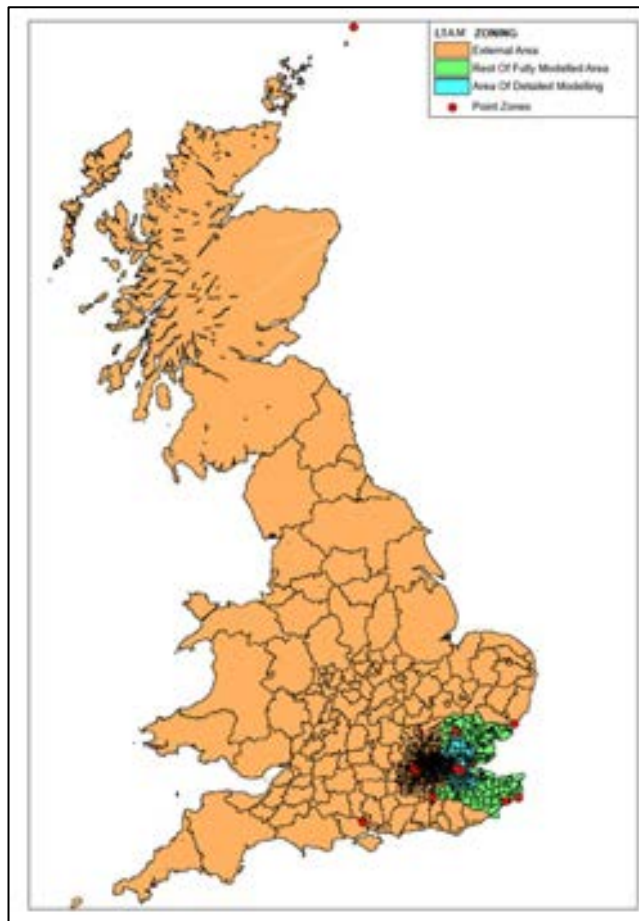 LTAM ZONING
External Area
Rest Of Fully Modelled Area
Area Of Detailed Modelling
Point Zones